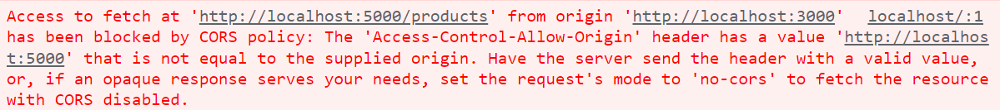 Access to fetch at 'http://localhost:5000/products' from origin 'http://localhost:3000' localhost/:1
has been blocked by CORS policy: The 'Access-Control-Allow-Origin' header has a value 'http://localhos
t:5000' that is not equal to the supplied origin. Have the server send the header with a valid value,
or, if an opaque response serves your needs, set the request's mode to 'no-cors' to fetch the resource
with CORS disabled.